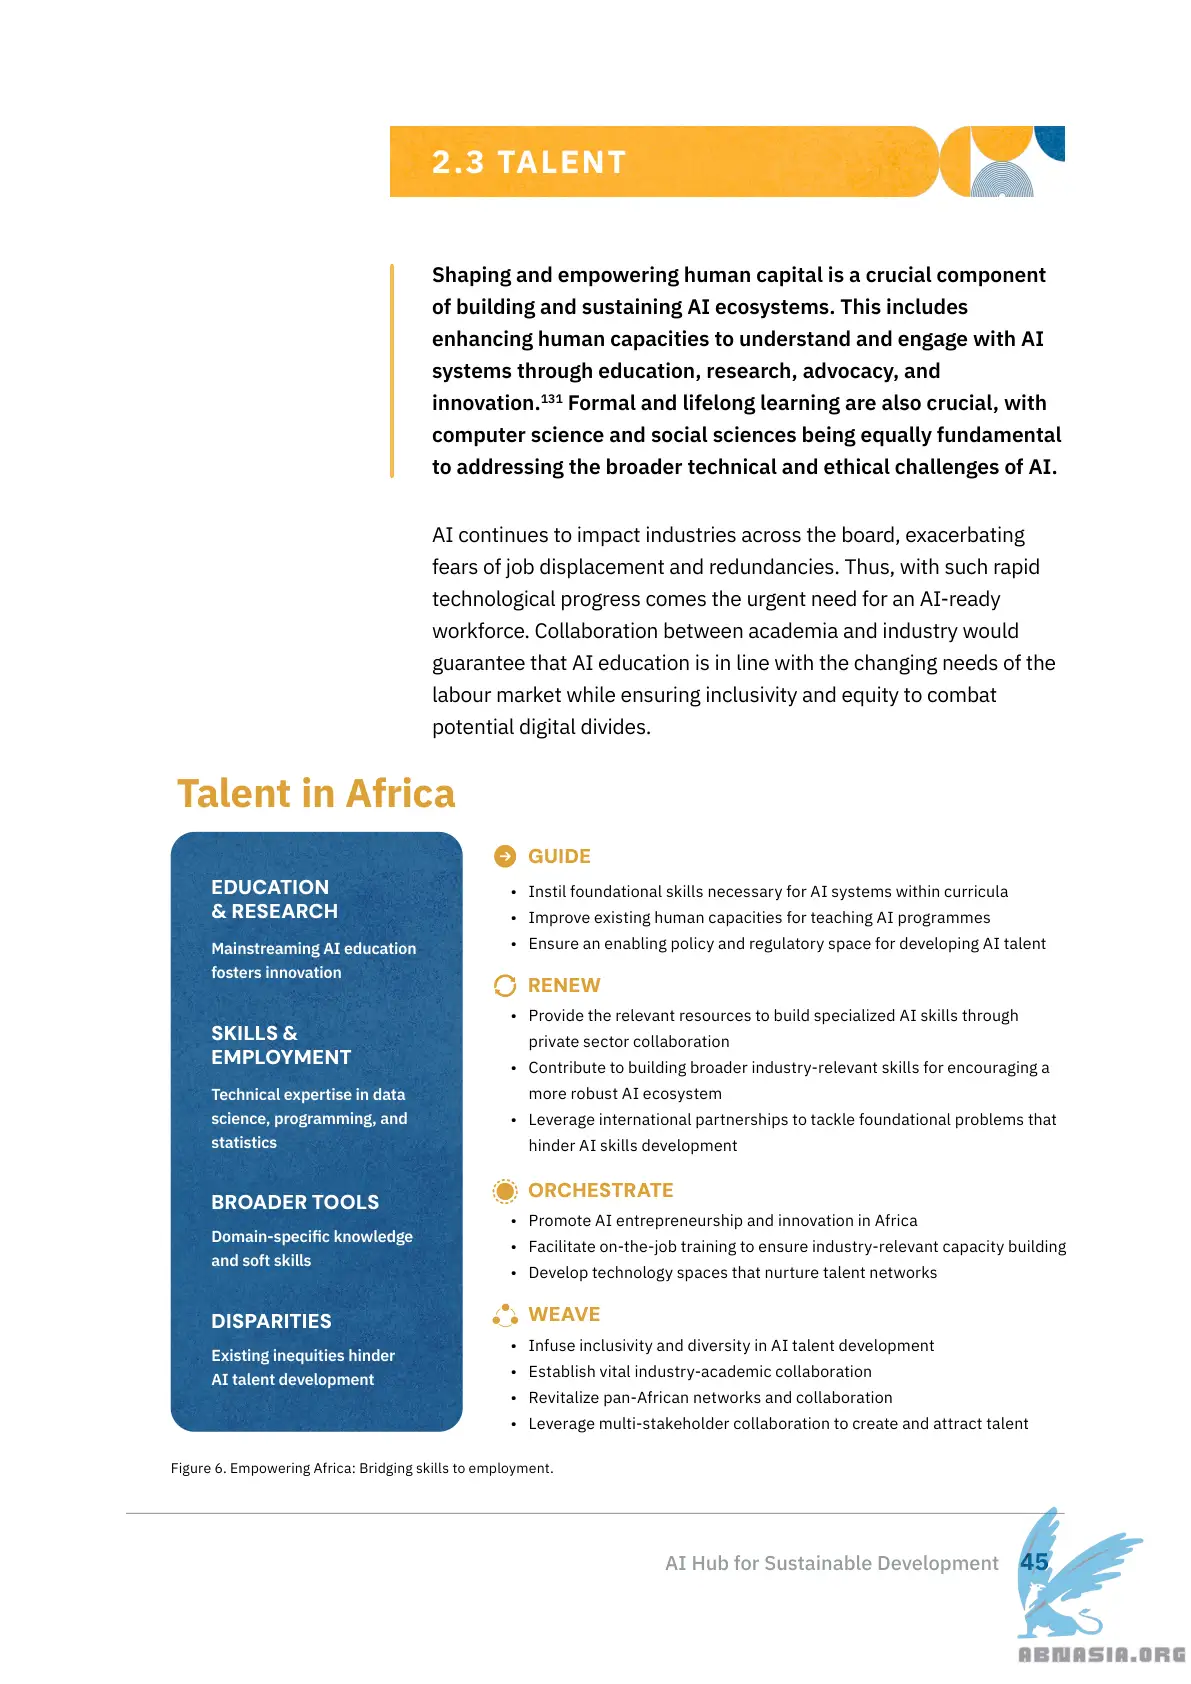 2.3 TALENT
Shaping and empowering human capital is a crucial component
of building and sustaining AI ecosystems. This includes
enhancing human capacities to understand and engage with AI
systems through education, research, advocacy, and
innovation.131 Formal and lifelong learning are also crucial, with
computer science and social sciences being equally fundamental
to addressing the broader technical and ethical challenges of AI.
AI continues to impact industries across the board, exacerbating
fears of job displacement and redundancies. Thus, with such rapid
technological progress comes the urgent need for an AI-ready
workforce. Collaboration between academia and industry would
guarantee that AI education is in line with the changing needs of the
labour market while ensuring inclusivity and equity to combat
potential digital divides.
Talent in Africa
EDUCATION
& RESEARCH
Mainstreaming AI education
fosters innovation
SKILLS &
EMPLOYMENT
Technical expertise in data
science, programming, and
statistics
BROADER TOOLS
Domain-specific knowledge
and soft skills
DISPARITIES
Existing inequities hinder
AI talent development
GUIDE
• Instil foundational skills necessary for AI systems within curricula
• Improve existing human capacities for teaching AI programmes
• Ensure an enabling policy and regulatory space for developing AI talent
RENEW
• Provide the relevant resources to build specialized AI skills through
private sector collaboration
• Contribute to building broader industry-relevant skills for encouraging a
more robust AI ecosystem
• Leverage international partnerships to tackle foundational problems that
hinder AI skills development
ORCHESTRATE
• Promote AI entrepreneurship and innovation in Africa
• Facilitate on-the-job training to ensure industry-relevant capacity building
• Develop technology spaces that nurture talent networks
WEAVE
• Infuse inclusivity and diversity in AI talent development
• Establish vital industry-academic collaboration
• Revitalize pan-African networks and collaboration
• Leverage multi-stakeholder collaboration to create and attract talent
Figure 6. Empowering Africa: Bridging skills to employment.
AI Hub for Sustainable Development 45
ABNASIA.ORG